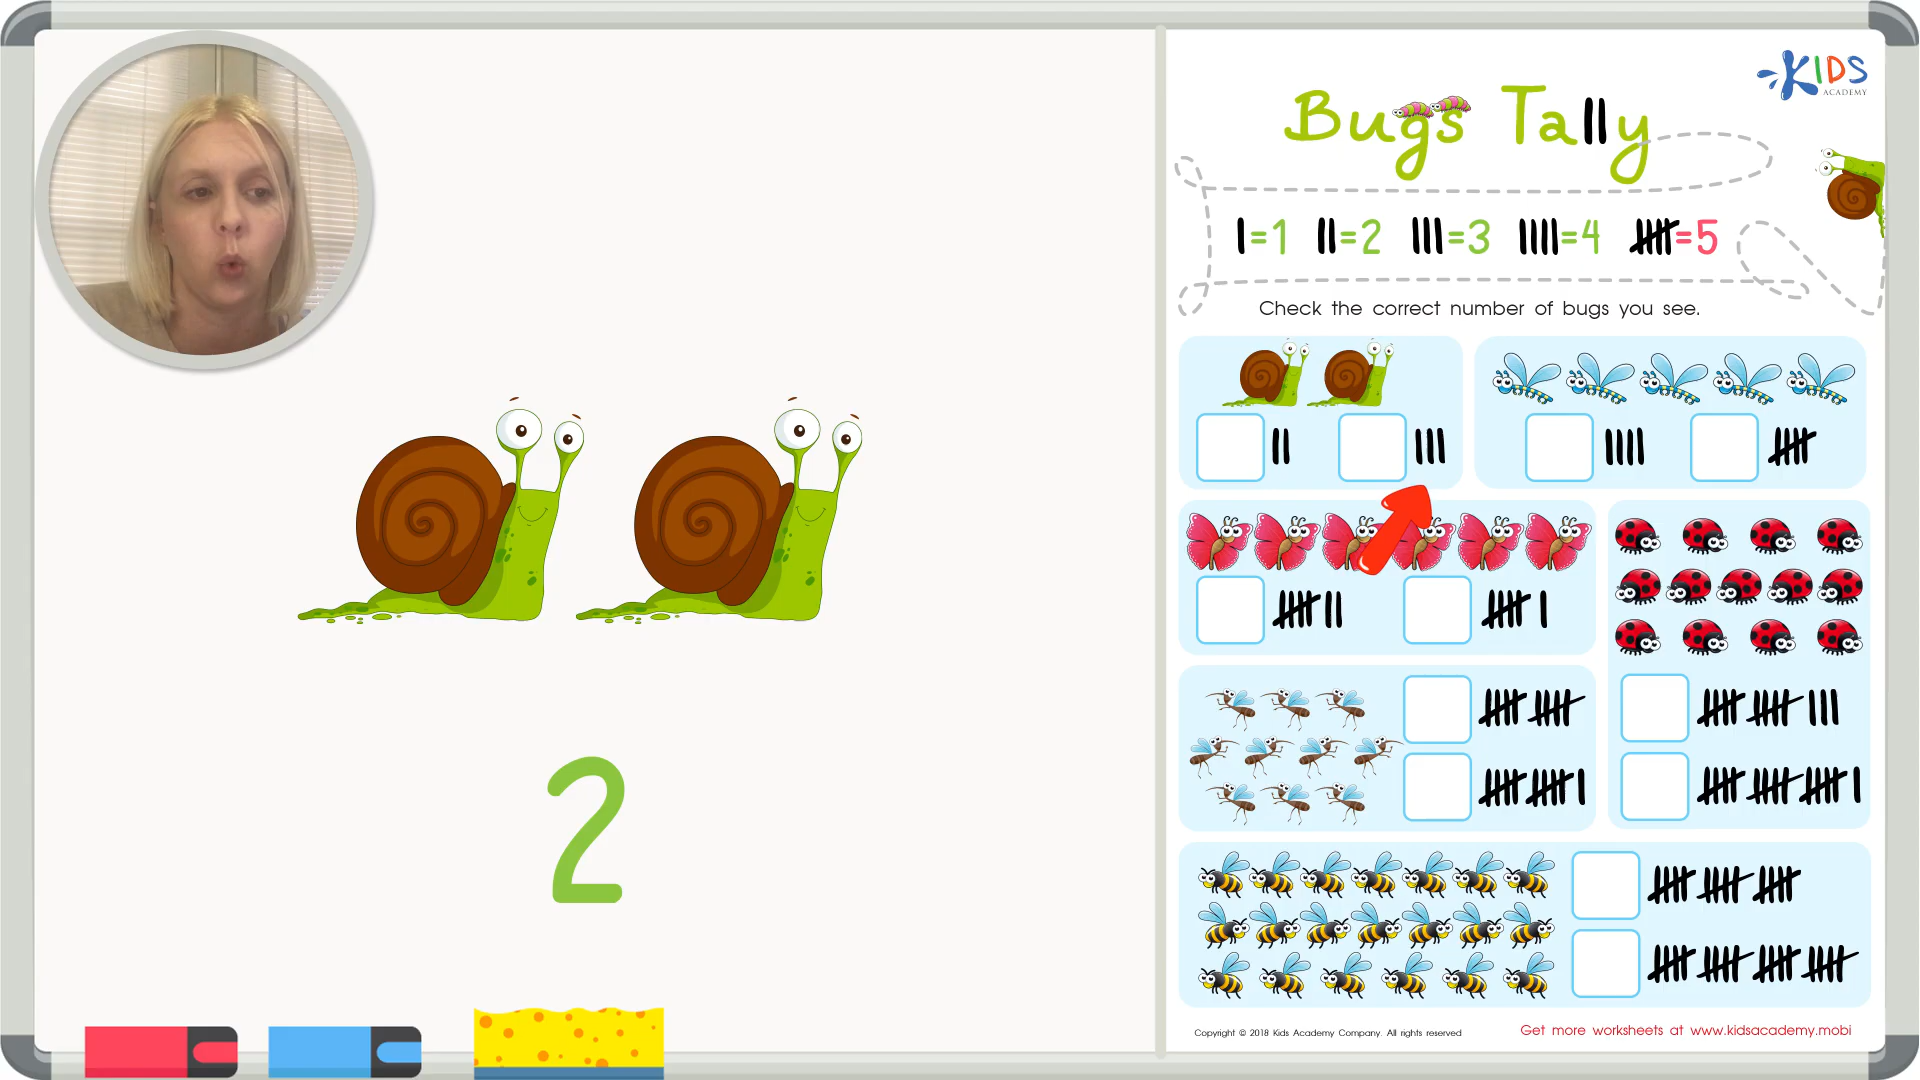 2
KIDS
ACADEMY
Bugs Tally
=1 =2 =3 =4 =5
Check the correct number of bugs you see.
Copyright © 2018 Kids Academy Company. All rights reserved
Get more worksheets at www.kidsacademy.mobi